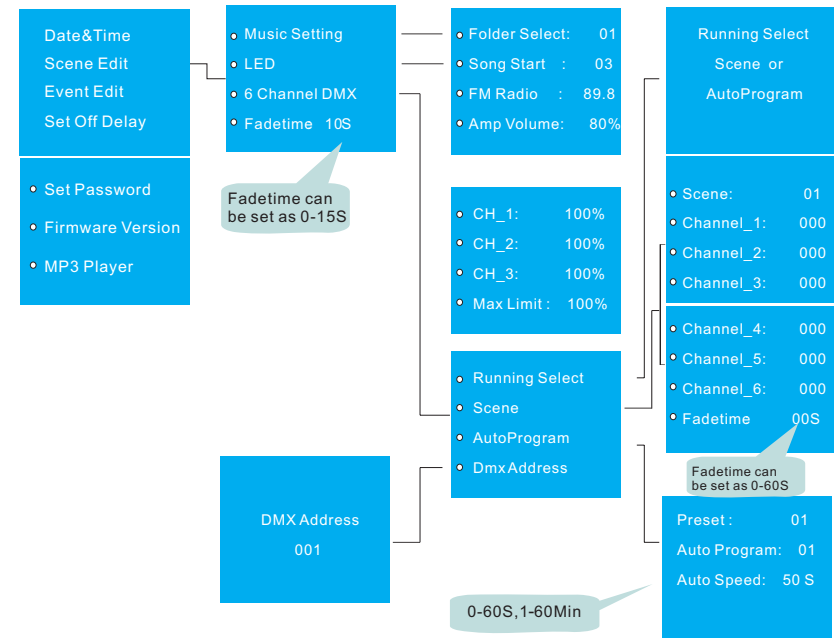 Date&Time
Scene Edit
Event Edit
Set Off Delay
Set Password
Firmware Version
MP3 Player
Music Setting
LED
6 Channel DMX
Fadetime 10S
Fadetime can
be set as 0-15S
Folder Select: 01
Song Start : 03
FM Radio : 89.8
Amp Volume: 80%
CH_1: 100%
CH_2: 100%
CH_3: 100%
Max Limit : 100%
Running Select
Scene
AutoProgram
DmxAddress
DMX Address
001
Running Select
Scene or
AutoProgram
Scene: 01
Channel_1: 000
Channel_2: 000
Channel_3: 000
Channel_4: 000
Channel_5: 000
Channel_6: 000
Fadetime 00S
Fadetime can
be set as 0-60S
Preset : 01
Auto Program: 01
Auto Speed: 50 S
0-60S,1-60Min